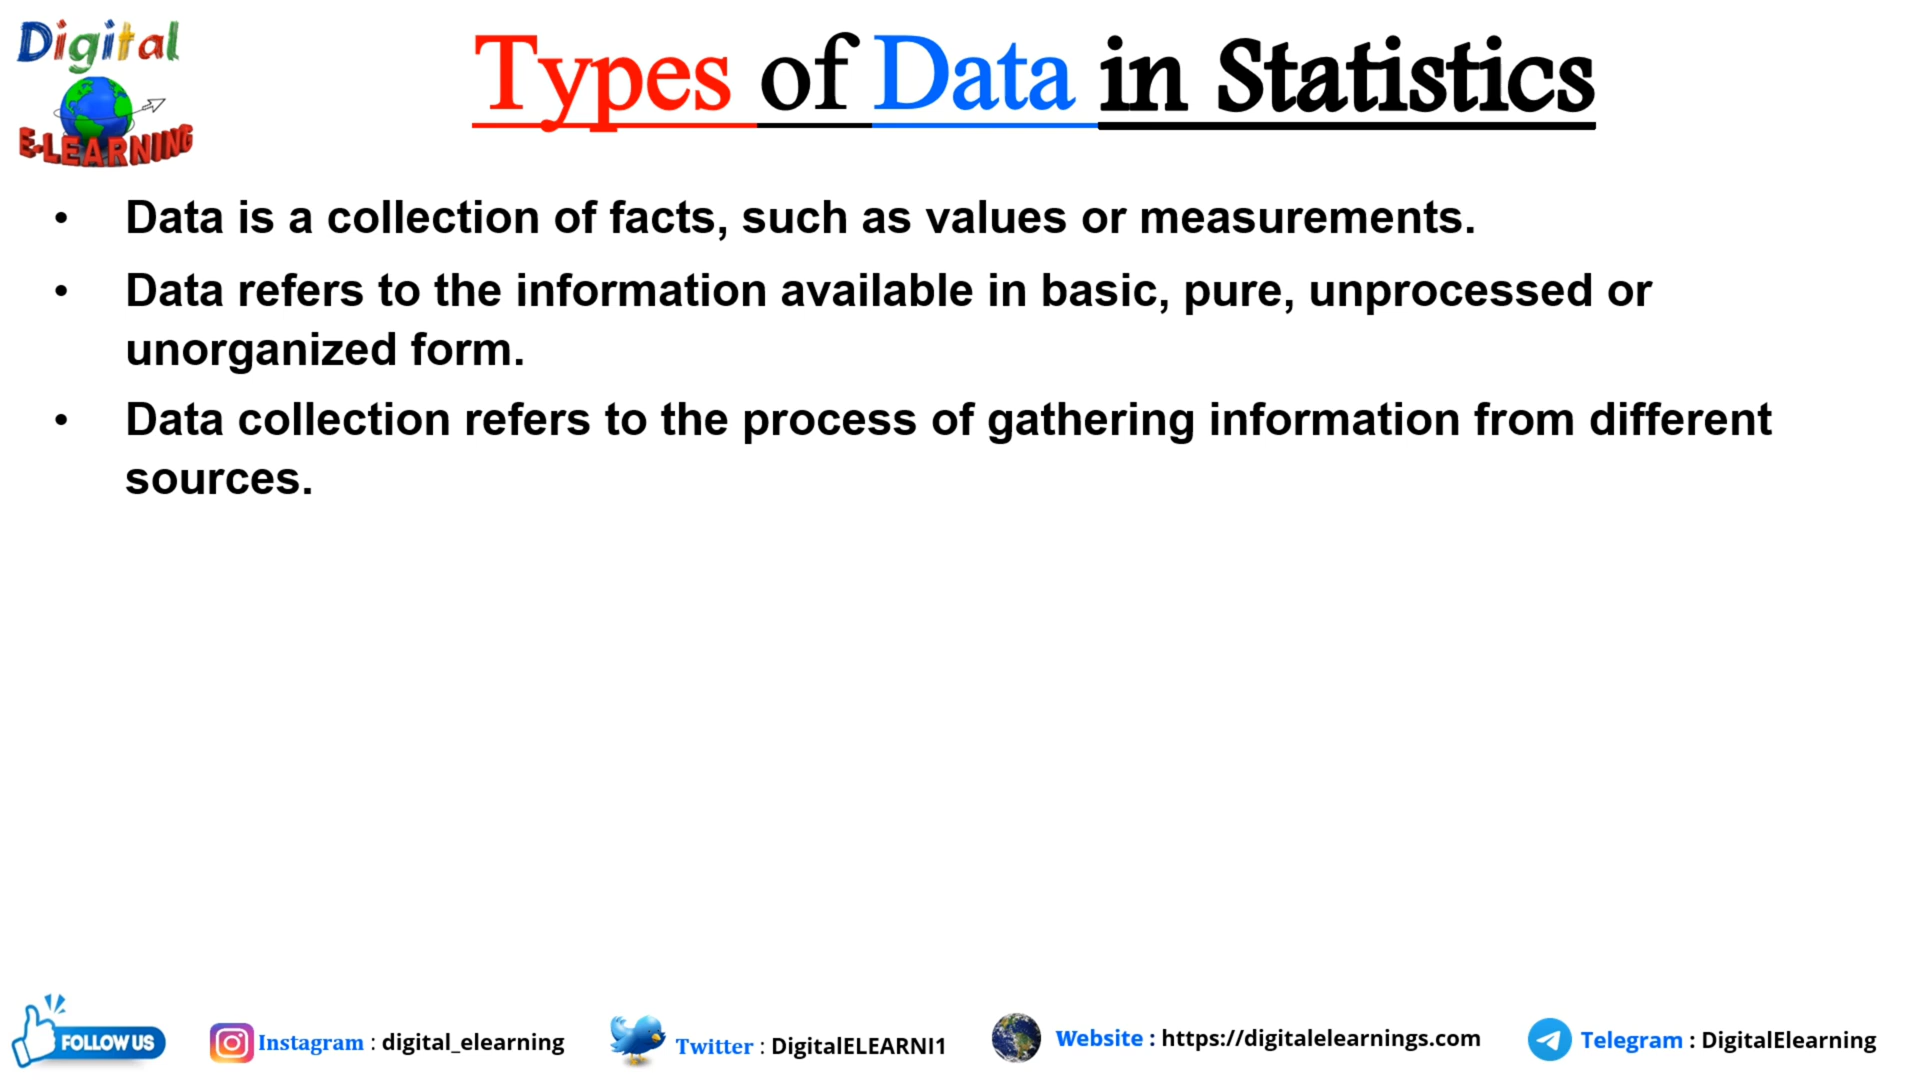 Digital
E-LEARNING
Types of Data in Statistics
• Data is a collection of facts, such as values or measurements.
• Data refers to the information available in basic, pure, unprocessed or
unorganized form.
• Data collection refers to the process of gathering information from different
sources.
FOLLOW US
Instagram : digital_elearning
Twitter : DigitalELEARNI1
Website : https://digitalelearnings.com
Telegram : DigitalElearning